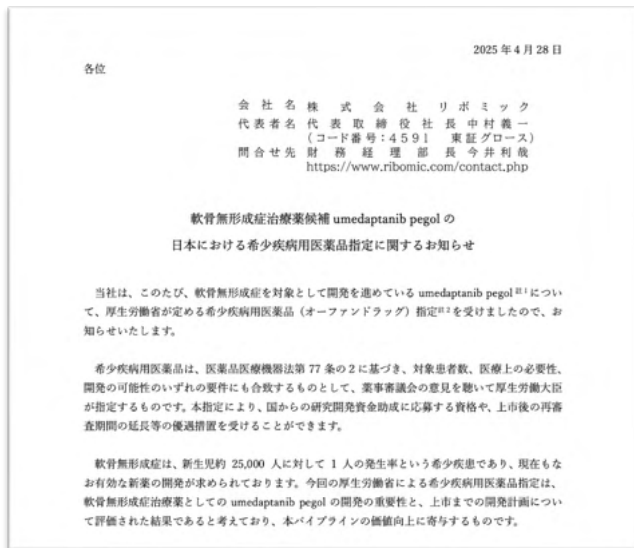 2025 年 4 月 28 日
各位
会 社 名 株 式 会 社 リ ボ ミ ッ ク
代 表 者 名 代 表 取 締 役 社 長 中 村 義 一
(コード番号:4591 東証グロース)
問 合 せ 先 財 務 経 理 部 長 今 井 利 哉
https://www.ribomic.com/contact.php
軟骨無形成症治療薬候補 umedaptanib pegol の
日本における希少疾病用医薬品指定に関するお知らせ
当社は、このたび、軟骨無形成症を対象として開発を進めている umedaptanib pegol 註1 につい
て、厚生労働省が定める希少疾病用医薬品(オーファンドラッグ)指定註2 を受けましたので、お
知らせいたします。
希少疾病用医薬品は、医薬品医療機器法第 77 条の 2 に基づき、対象患者数、医療上の必要性、
開発の可能性のいずれの要件にも合致するものとして、薬事審議会の意見を聴いて厚生労働大臣
が指定するものです。本指定により、国からの研究開発資金助成に応募する資格や、上市後の再審
査期間の延長等の優遇措置を受けることができます。
軟骨無形成症は、新生児約 25,000 人に対して 1 人の発生率という希少疾患であり、現在もな
お有効な新薬の開発が求められております。今回の厚生労働省による希少疾病用医薬品指定は、
軟骨無形成症治療薬としての umedaptanib pegol の開発の重要性と、上市までの開発計画につい
て評価された結果であると考えており、本パイプラインの価値向上に寄与するものです。